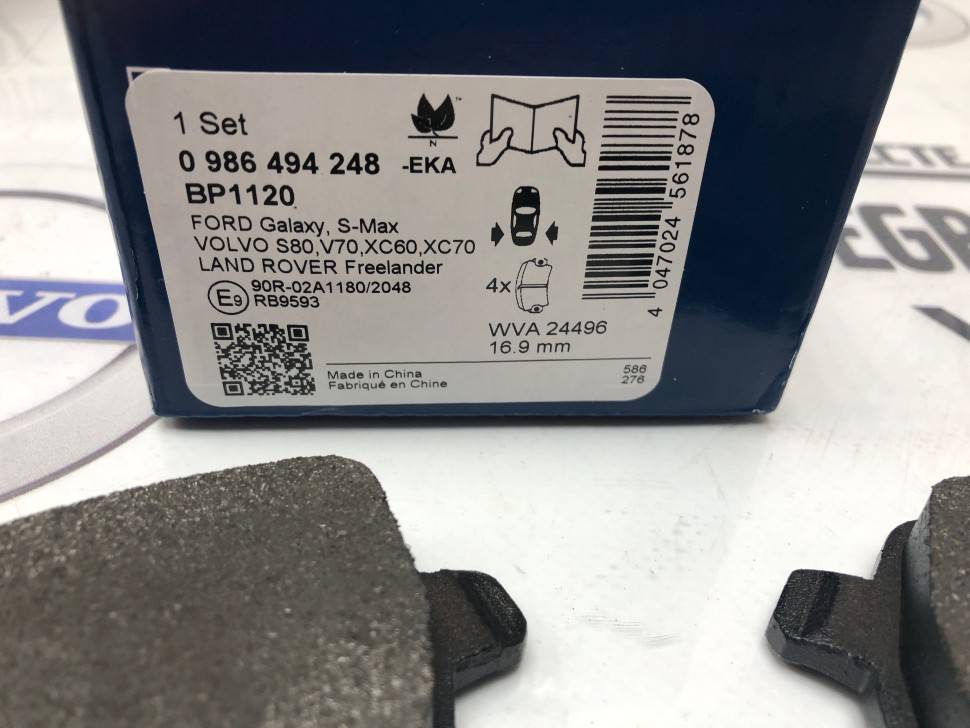 1 Set
0 986 494 248 -EKA
BP1120
FORD Galaxy, S-Max
VOLVO S80,V70,XC60,XC70
LAND ROVER Freelander
E9 90R-02A1180/2048
RB9593
N
TM
4x
WVA 24496
16.9 mm
Made in China
Fabriqué en Chine
586
276
4 047024 561878